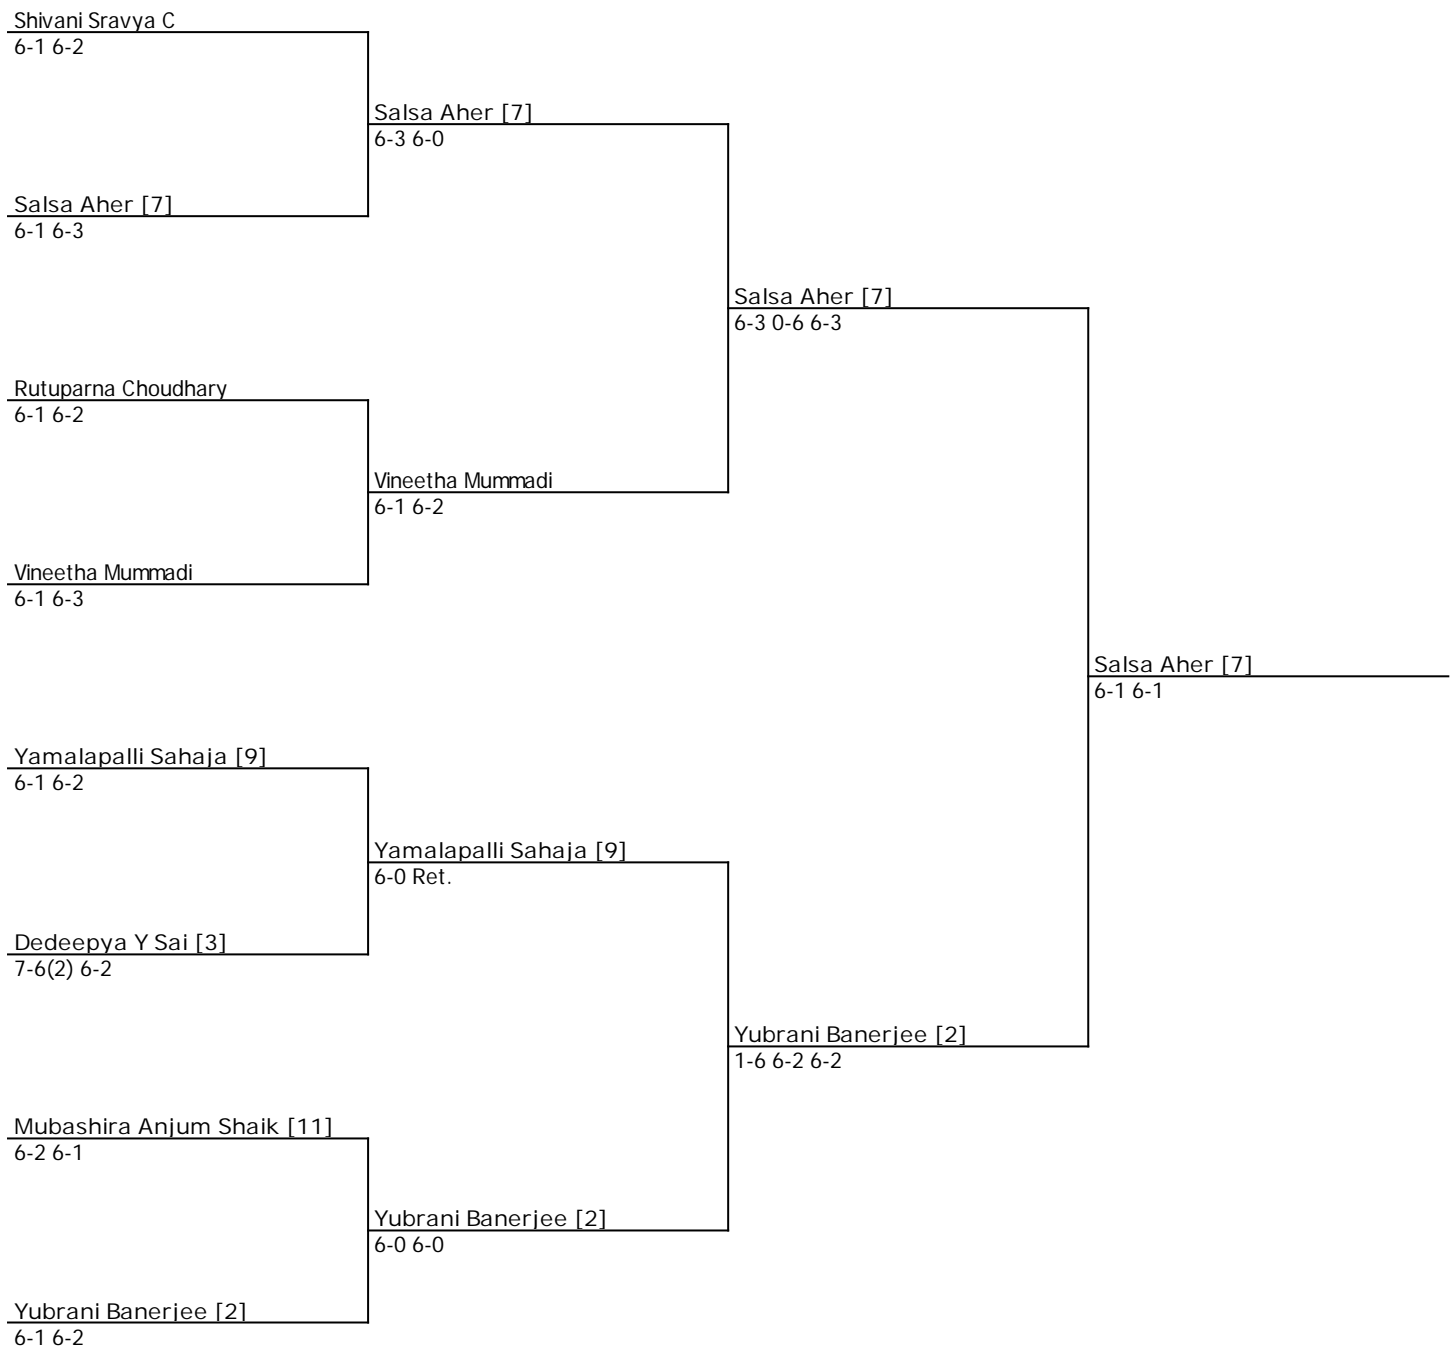 Shivani Sravya C
6-1 6-2
Salsa Aher [7]
6-3 6-0
Salsa Aher [7]
6-1 6-3
Salsa Aher [7]
6-3 0-6 6-3
Rutuparna Choudhary
6-1 6-2
Vineetha Mummadi
6-1 6-2
Vineetha Mummadi
6-1 6-3
Salsa Aher [7]
6-1 6-1
Yamalapalli Sahaja [9]
6-1 6-2
Yamalapalli Sahaja [9]
6-0 Ret.
Dedeepya Y Sai [3]
7-6(2) 6-2
Yubrani Banerjee [2]
1-6 6-2 6-2
Mubashira Anjum Shaik [11]
6-2 6-1
Yubrani Banerjee [2]
6-0 6-0
Yubrani Banerjee [2]
6-1 6-2